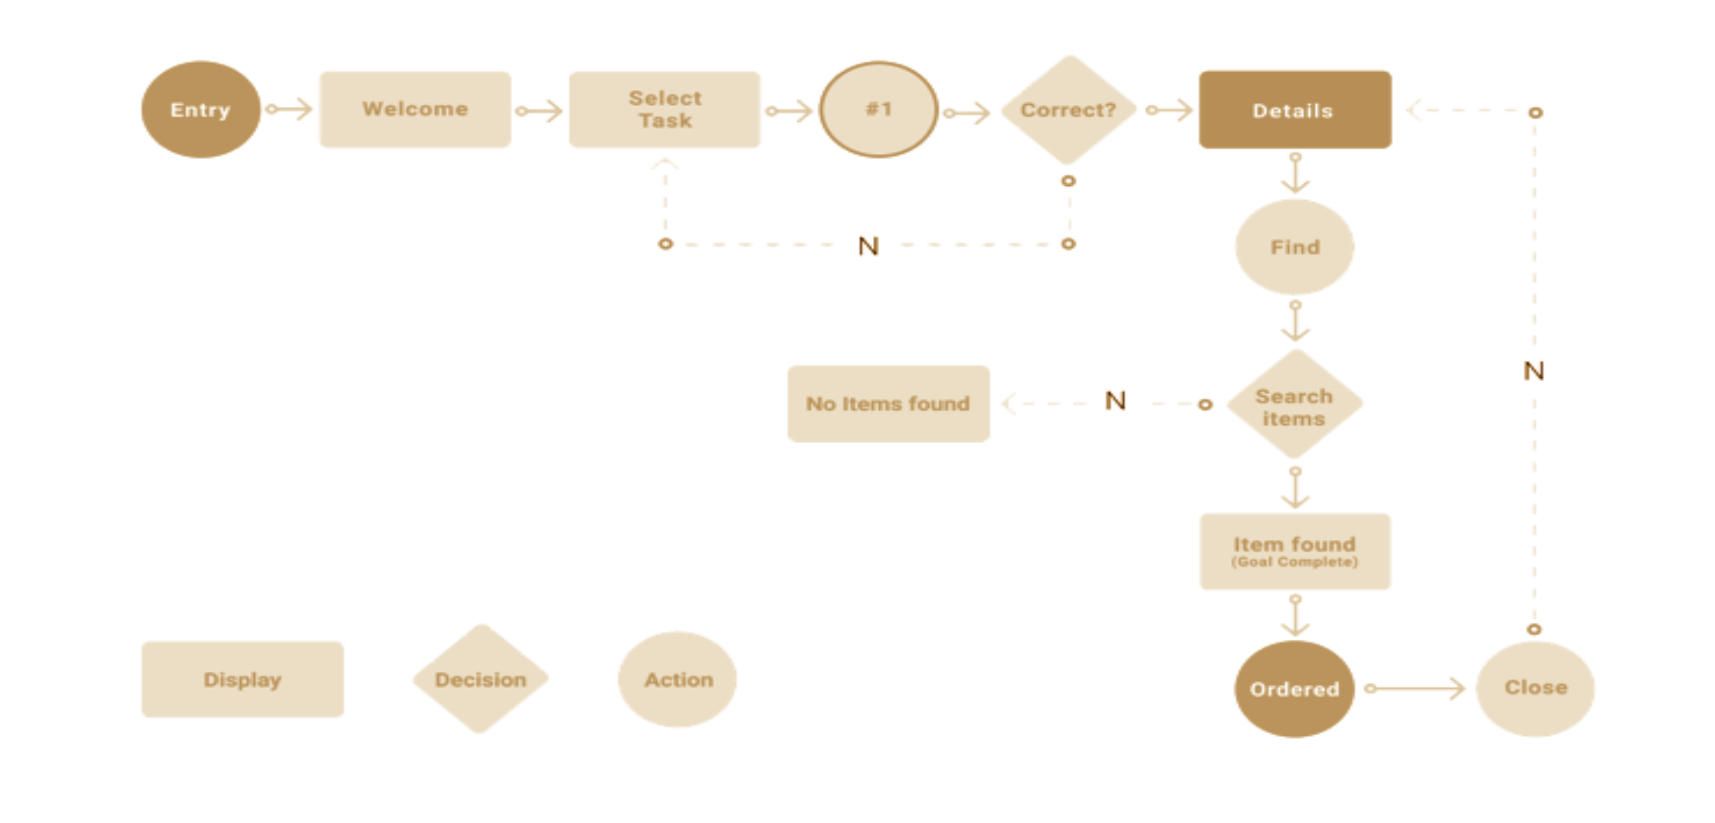 Entry
Welcome
Select
Task
#1
Correct?
Details
N
Find
N
No Items found
N
Search
items
Item found
(Goal Complete)
Display
Decision
Action
Ordered
Close